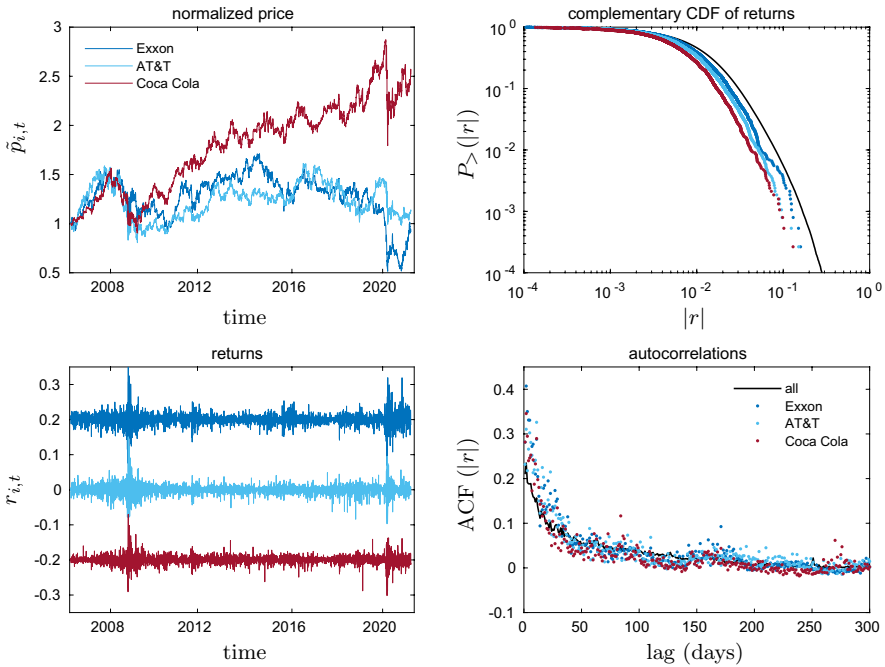 normalized price
3
2.5
2
1.5
1
0.5
p̃i,t
Exxon
AT&T
Coca Cola
2008
2012
2016
2020
time
complementary CDF of returns
10^0
10^-1
10^-2
10^-3
10^-4
P>(|r|)
10^-4
10^-3
10^-2
10^-1
10^0
|r|
returns
0.3
0.2
0.1
0
-0.1
-0.2
-0.3
ri,t
2008
2012
2016
2020
time
autocorrelations
0.4
0.3
0.2
0.1
0
-0.1
ACF (|r|)
all
Exxon
AT&T
Coca Cola
0
50
100
150
200
250
300
lag (days)